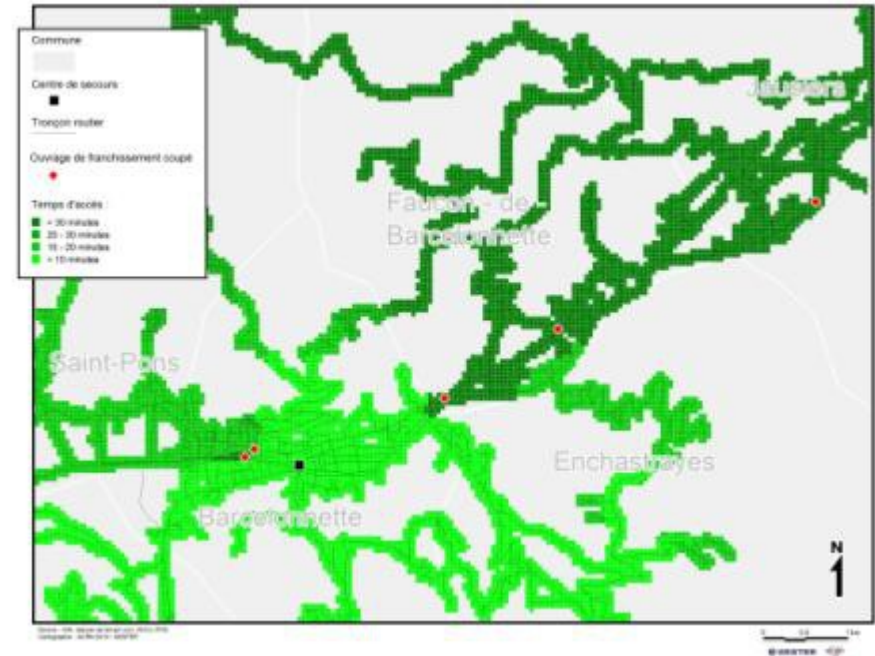 Commune
Centre de secours
Tronçon routier
Ouvrage de franchissement coupé
Temps d'accès
+ 30 minutes
20 - 30 minutes
10 - 20 minutes
< 10 minutes
Jausiers
Faucon - de -
Barcelonnette
Saint-Pons
Enchastrayes
Barcelonnette
N